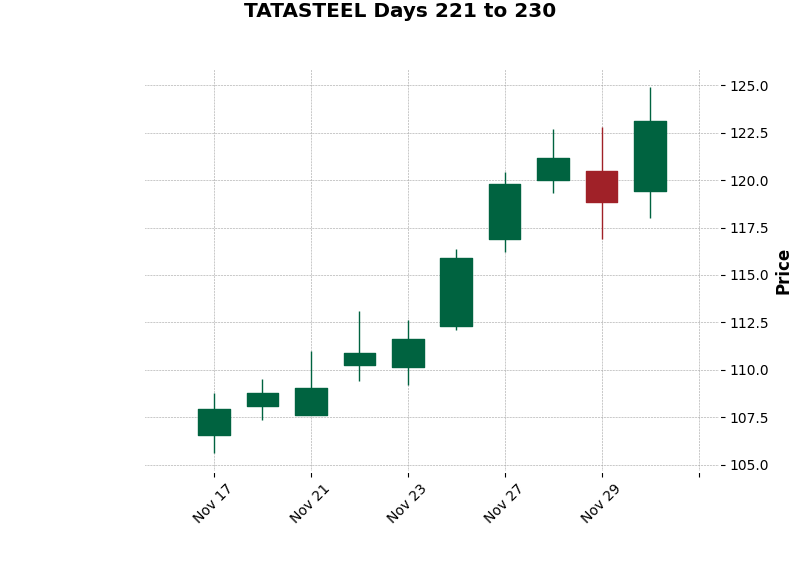 TATASTEEL Days 221 to 230
125.0
122.5
120.0
117.5
115.0
112.5
110.0
107.5
105.0
Price
Nov 17
Nov 21
Nov 23
Nov 27
Nov 29